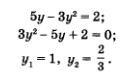 5y − 3y² = 2;
3y² − 5y + 2 = 0;
y₁ = 1, y₂ = 2/3.